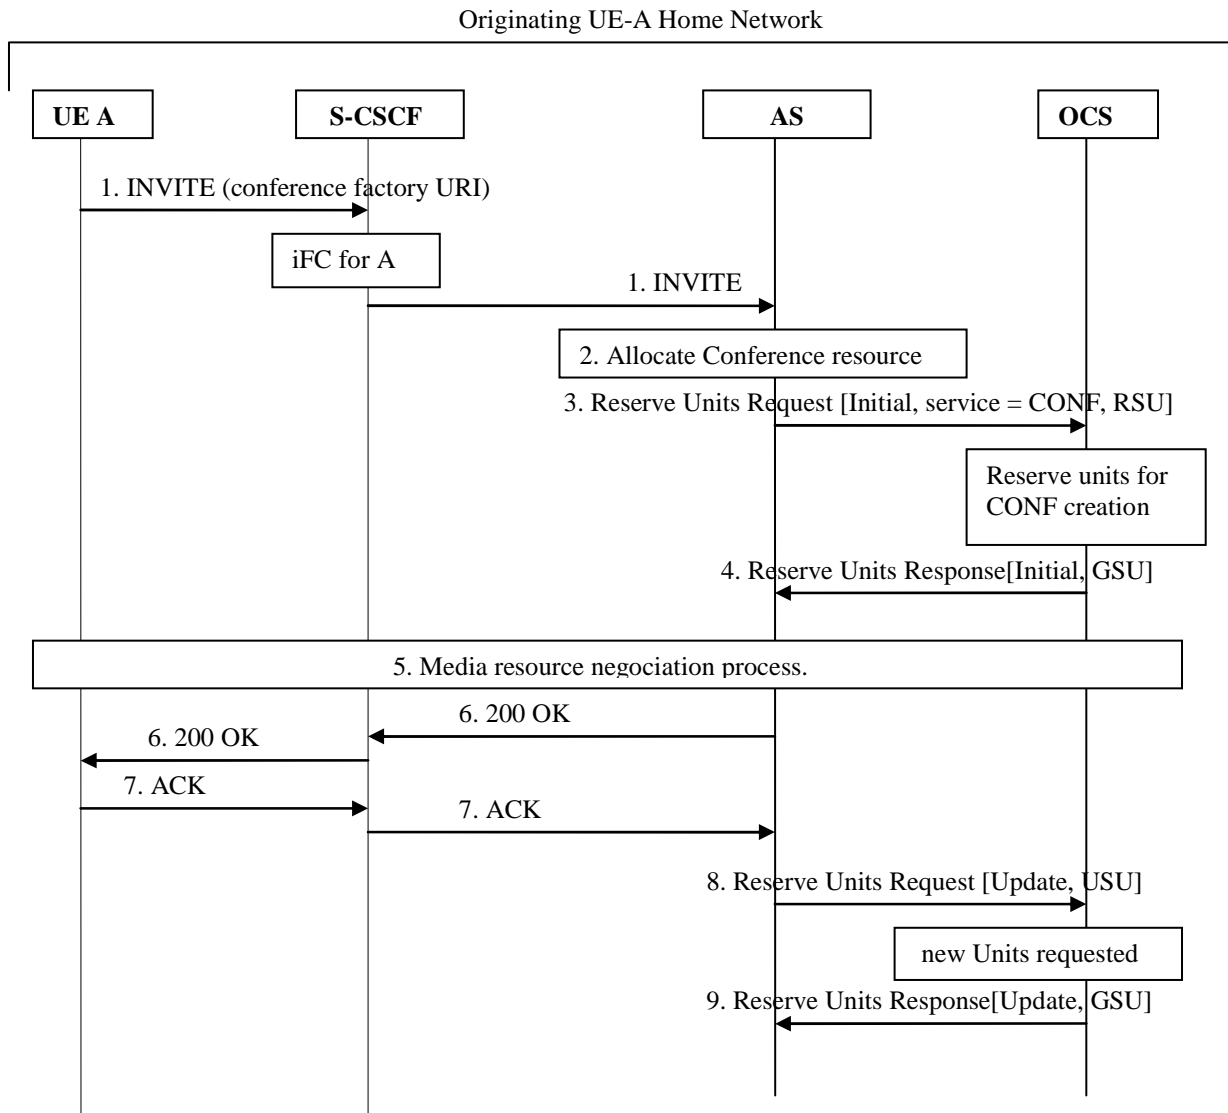 Originating UE-A Home Network
UE A
S-CSCF
AS
OCS
1. INVITE (conference factory URI)
iFC for A
1. INVITE
2. Allocate Conference resource
3. Reserve Units Request [Initial, service = CONF, RSU]
Reserve units for
CONF creation
4. Reserve Units Response[Initial, GSU]
5. Media resource negociation process.
6. 200 OK
6. 200 OK
7. ACK
7. ACK
8. Reserve Units Request [Update, USU]
new Units requested
9. Reserve Units Response[Update, GSU]